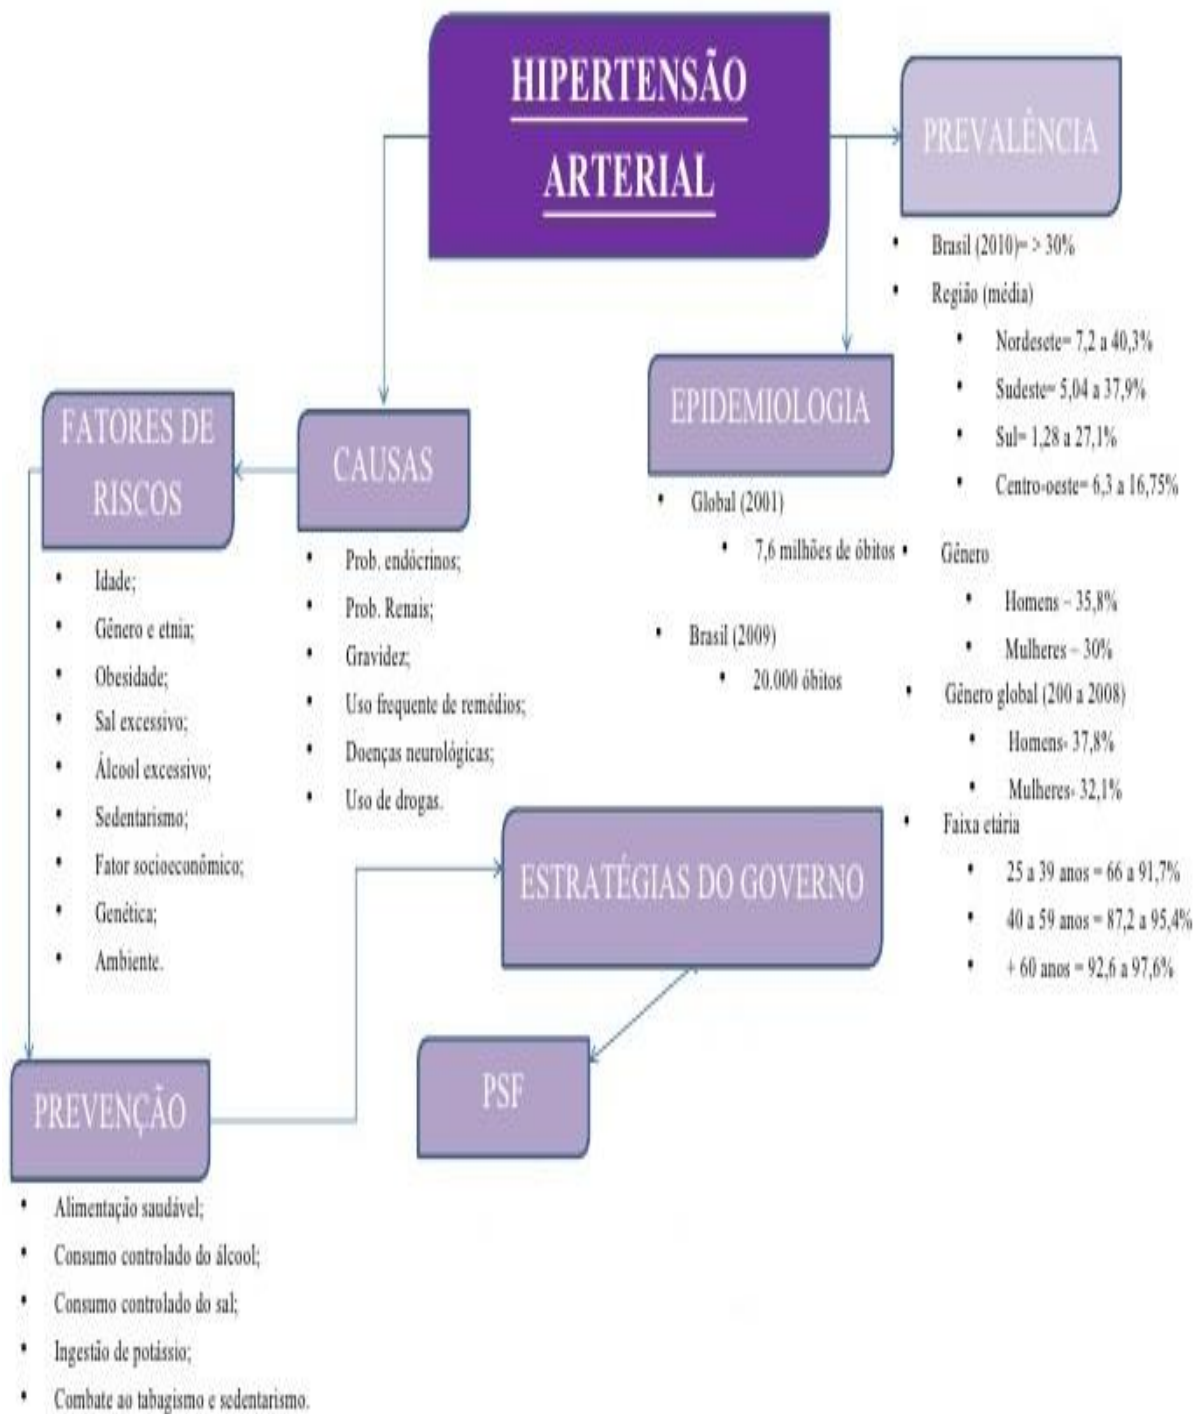 HIPERTENSÃO
ARTERIAL
PREVALÊNCIA
• Brasil (2010)= > 30%
• Região (média)
• Nordesete= 7,2 a 40,3%
• Sudeste= 5,04 a 37,9%
• Sul= 1,28 a 27,1%
• Centro-oeste= 6,3 a 16,75%
• Gênero
• Homens – 35,8%
• Mulheres – 30%
• Gênero global (200 a 2008)
• Homens- 37,8%
• Mulheres- 32,1%
• Faixa etária
• 25 a 39 anos = 66 a 91,7%
• 40 a 59 anos = 87,2 a 95,4%
• + 60 anos = 92,6 a 97,6%
EPIDEMIOLOGIA
• Global (2001)
• 7,6 milhões de óbitos
• Brasil (2009)
• 20.000 óbitos
CAUSAS
• Prob. endócrinos;
• Prob. Renais;
• Gravidez;
• Uso frequente de remédios;
• Doenças neurológicas;
• Uso de drogas.
FATORES DE
RISCOS
• Idade;
• Gênero e etnia;
• Obesidade;
• Sal excessivo;
• Álcool excessivo;
• Sedentarismo;
• Fator socioeconômico;
• Genética;
• Ambiente.
PREVENÇÃO
• Alimentação saudável;
• Consumo controlado do álcool;
• Consumo controlado do sal;
• Ingestão de potássio;
• Combate ao tabagismo e sedentarismo.
ESTRATÉGIAS DO GOVERNO
PSF